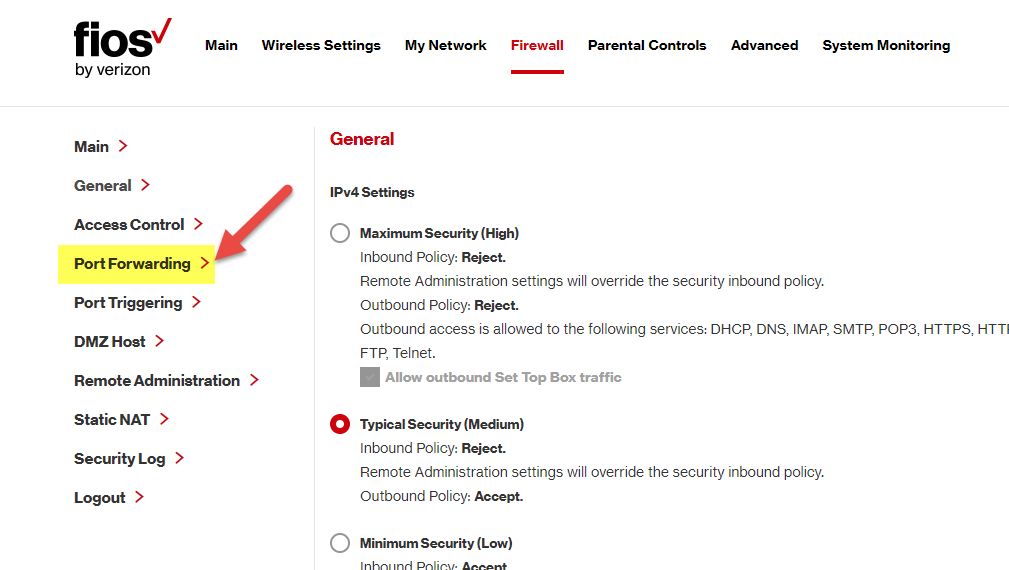 fios
by verizon
Main Wireless Settings My Network Firewall Parental Controls Advanced System Monitoring
Main
General
Access Control
Port Forwarding
Port Triggering
DMZ Host
Remote Administration
Static NAT
Security Log
Logout
General
IPv4 Settings
Maximum Security (High)
Inbound Policy: Reject.
Remote Administration settings will override the security inbound policy.
Outbound Policy: Reject.
Outbound access is allowed to the following services: DHCP, DNS, IMAP, SMTP, POP3, HTTPS, HTT
FTP, Telnet.
Allow outbound Set Top Box traffic
Typical Security (Medium)
Inbound Policy: Reject.
Remote Administration settings will override the security inbound policy.
Outbound Policy: Accept.
Minimum Security (Low)
Inbound Policy: Accept.